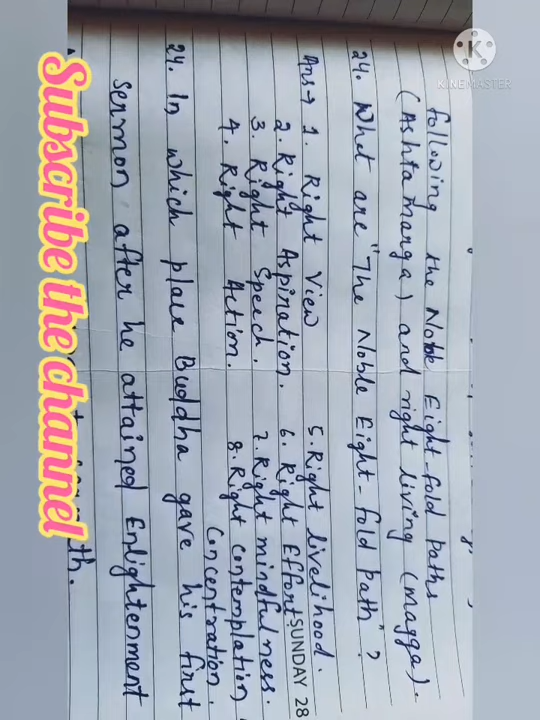 following the Noble Eight-fold paths
(Ashtamarga) and right living (Magga).
24. What are "The Noble Eight-fold path"?
Ans→ 1. Right View 5. Right livelihood.
2. Right Aspiration. 6. Right Effort.
3. Right Speech. 7. Right mindfulness.
4. Right Action. 8. Right contemplation,
Concentration.
24. In which place Buddha gave his first
Sermon, after he attained Enlightenment
th.
SUNDAY 28
Subscribe the channel
KINEMASTER